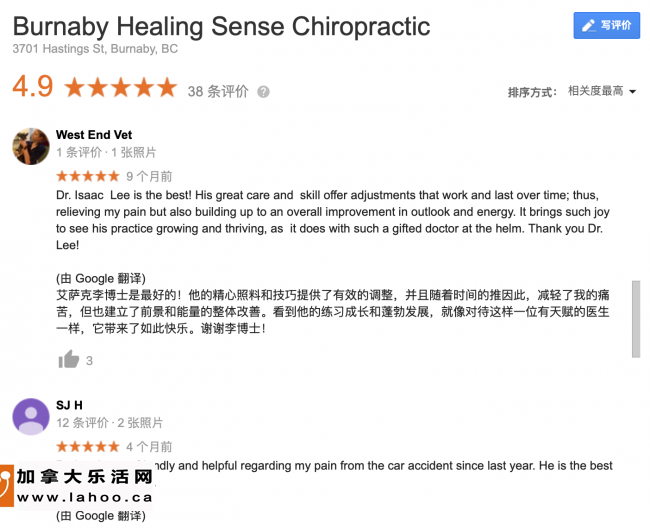 Burnaby Healing Sense Chiropractic
写评价
3701 Hastings St, Burnaby, BC
4.9
38 条评价
?
排序方式： 相关度最高
West End Vet
1 条评价 · 1 张照片
9 个月前
Dr. Isaac Lee is the best! His great care and skill offer adjustments that work and last over time; thus,
relieving my pain but also building up to an overall improvement in outlook and energy. It brings such joy
to see his practice growing and thriving, as it does with such a gifted doctor at the helm. Thank you Dr.
Lee!
(由 Google 翻译)
艾萨克李博士是最好的！他的精心照料和技巧提供了有效的调整，并且随着时间的推因此，减轻了我的痛
苦，但也建立了前景和能量的整体改善。看到他的练习成长和蓬勃发展，就像对待这样一位有天赋的医生
一样，它带来了如此快乐。谢谢李博士！
3
SJ H
12 条评价 · 2 张照片
4 个月前
and helpful regarding my pain from the car accident since last year. He is the best
加拿大乐活网
www.lahoo.ca
(由 Google 翻译)